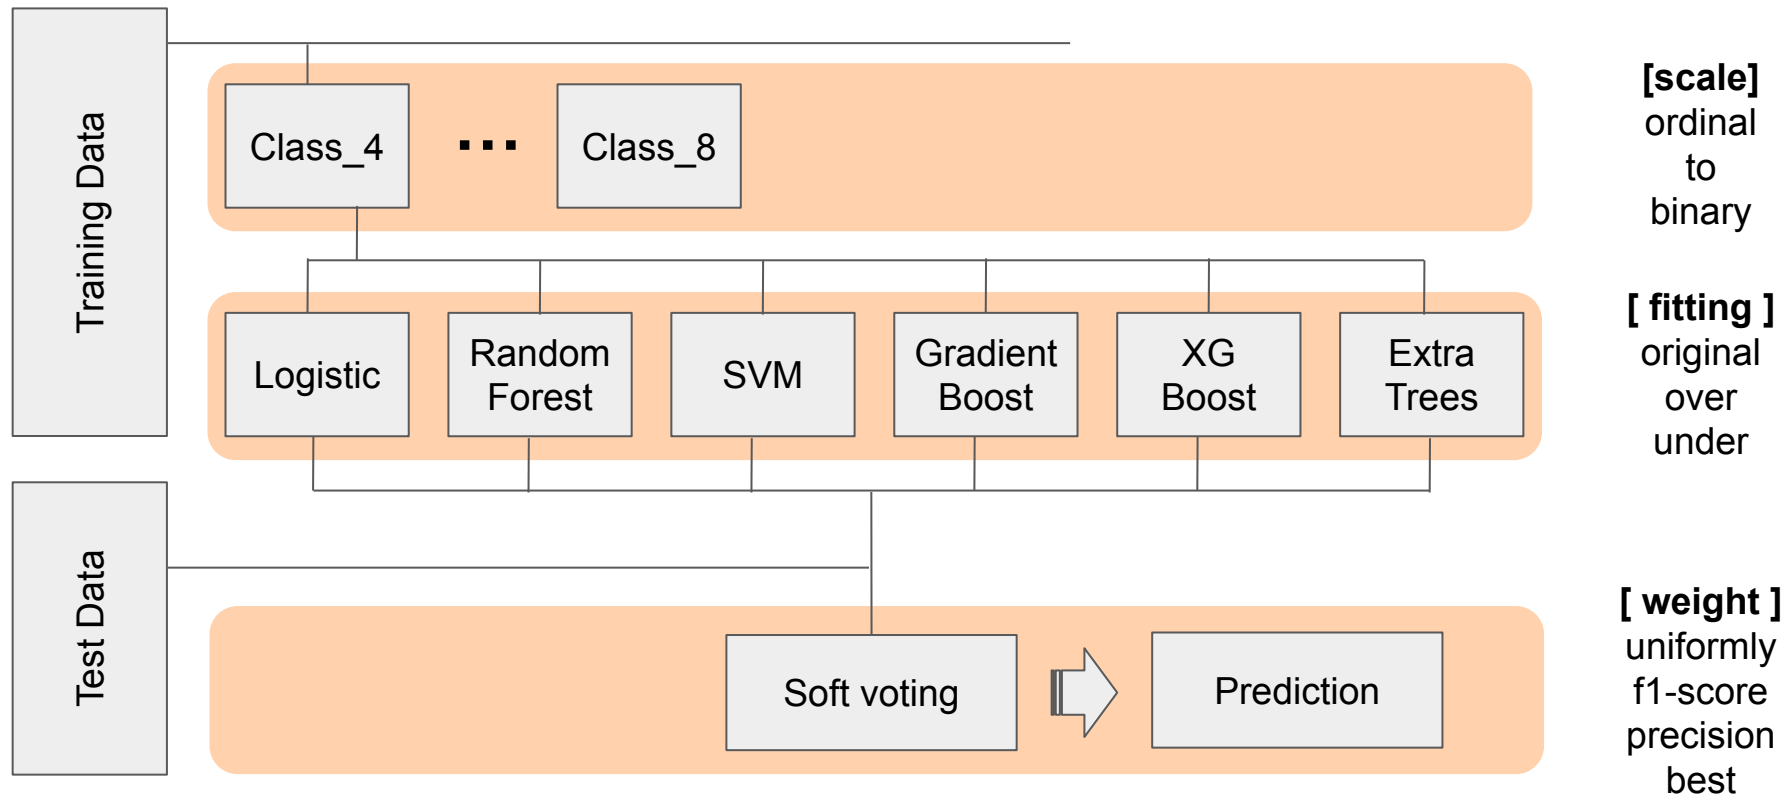 Training Data
Class_4
...
Class_8
[scale]
ordinal
to
binary
Logistic
Random
Forest
SVM
Gradient
Boost
XG
Boost
Extra
Trees
[ fitting ]
original
over
under
Test Data
Soft voting
Prediction
[ weight ]
uniformly
f1-score
precision
best